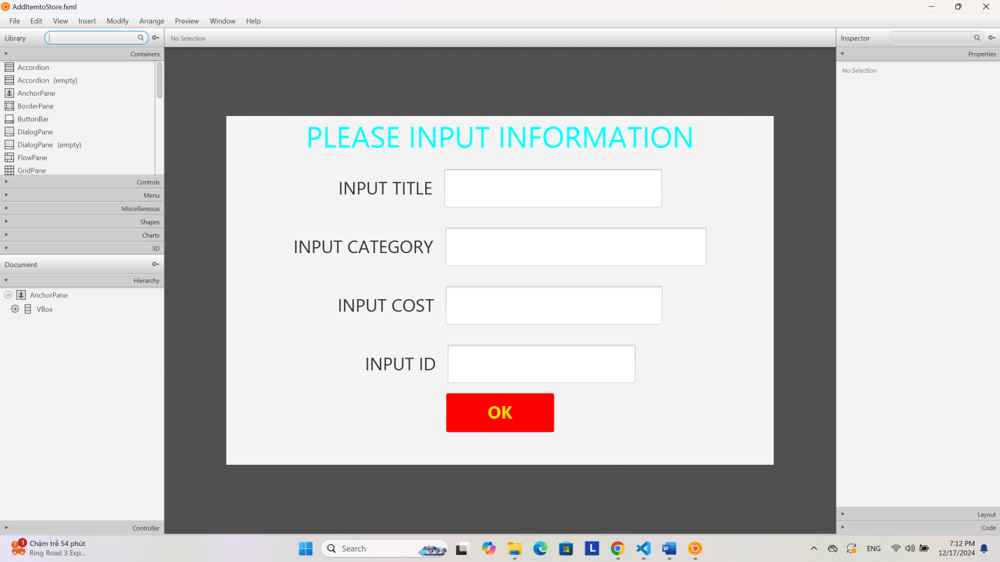 AddItemtoStore.fxml
File Edit View Insert Modify Arrange Preview Window Help
Library
No Selection
Inspector
Containers
Properties
Accordion
No Selection
Accordion (empty)
AnchorPane
BorderPane
ButtonBar
DialogPane
DialogPane (empty)
FlowPane
GridPane
Controls
Menu
Miscellaneous
Shapes
Charts
3D
Document
Hierarchy
AnchorPane
VBox
PLEASE INPUT INFORMATION
INPUT TITLE
INPUT CATEGORY
INPUT COST
INPUT ID
OK
Layout
Controller
Code
1
Chậm trễ 54 phút
Ring Road 3 Exp...
Search
L
W
ENG
7:12 PM
12/17/2024